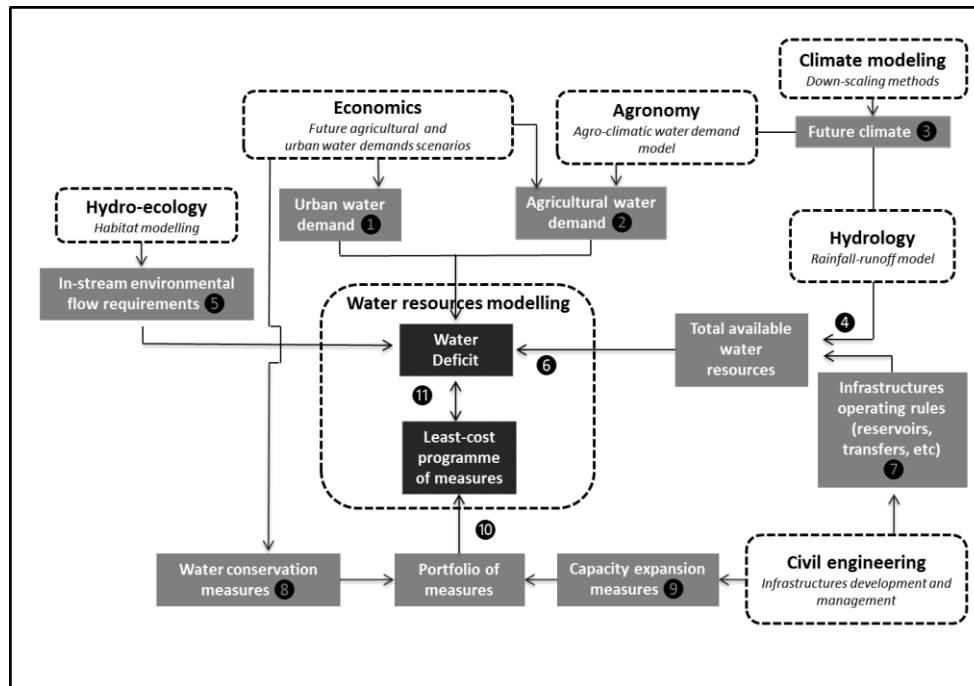 Climate modeling
Down-scaling methods
Economics
Future agricultural and
urban water demands scenarios
Agronomy
Agro-climatic water demand
model
Future climate 3
Hydro-ecology
Habitat modelling
Urban water
demand 1
Agricultural water
demand 2
Hydrology
Rainfall-runoff model
In-stream environmental
flow requirements 5
Water resources modelling
4
Water
Deficit
6
Total available
water
resources
11
Infrastructures
operating rules
(reservoirs,
transfers, etc)
7
Least-cost
programme
of measures
10
Water conservation
measures 8
Portfolio of
measures
Capacity expansion
measures 9
Civil engineering
Infrastructures development and
management